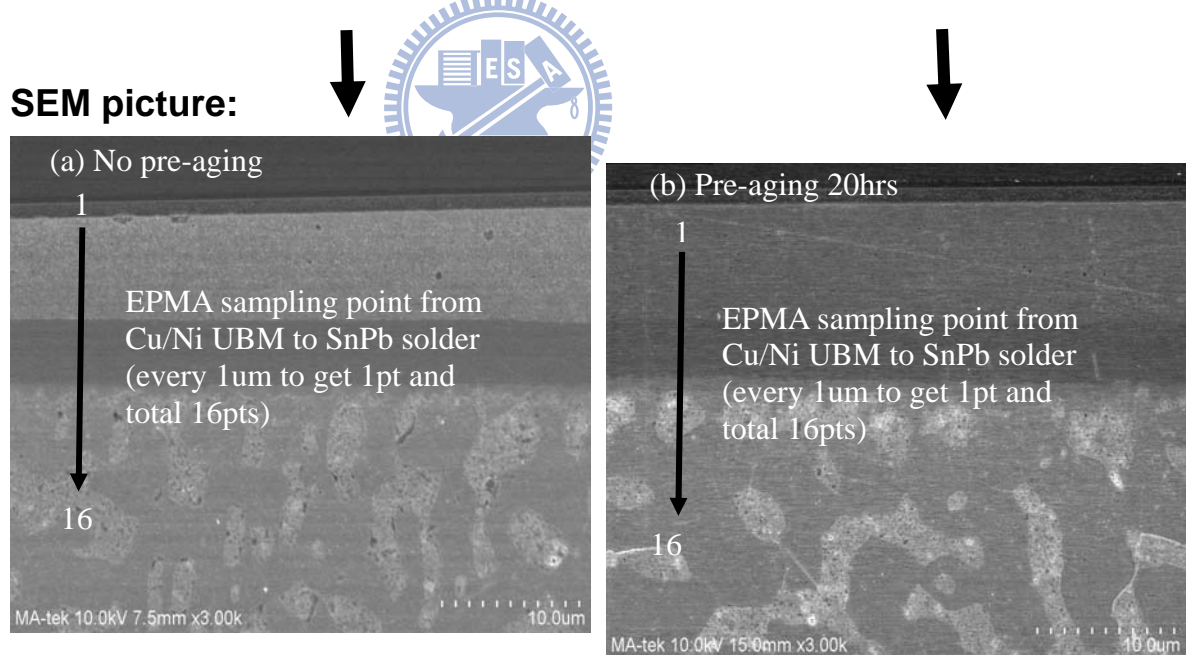 ES
A
8
SEM picture:
(a) No pre-aging
1
EPMA sampling point from
Cu/Ni UBM to SnPb solder
(every 1um to get 1pt and
total 16pts)
16
MA-tek 10.0kV 7.5mm x3.00k
10.0um
(b) Pre-aging 20hrs
1
EPMA sampling point from
Cu/Ni UBM to SnPb solder
(every 1um to get 1pt and
total 16pts)
16
MA-tek 10.0kV 15.0mm x3.00k
10.0um